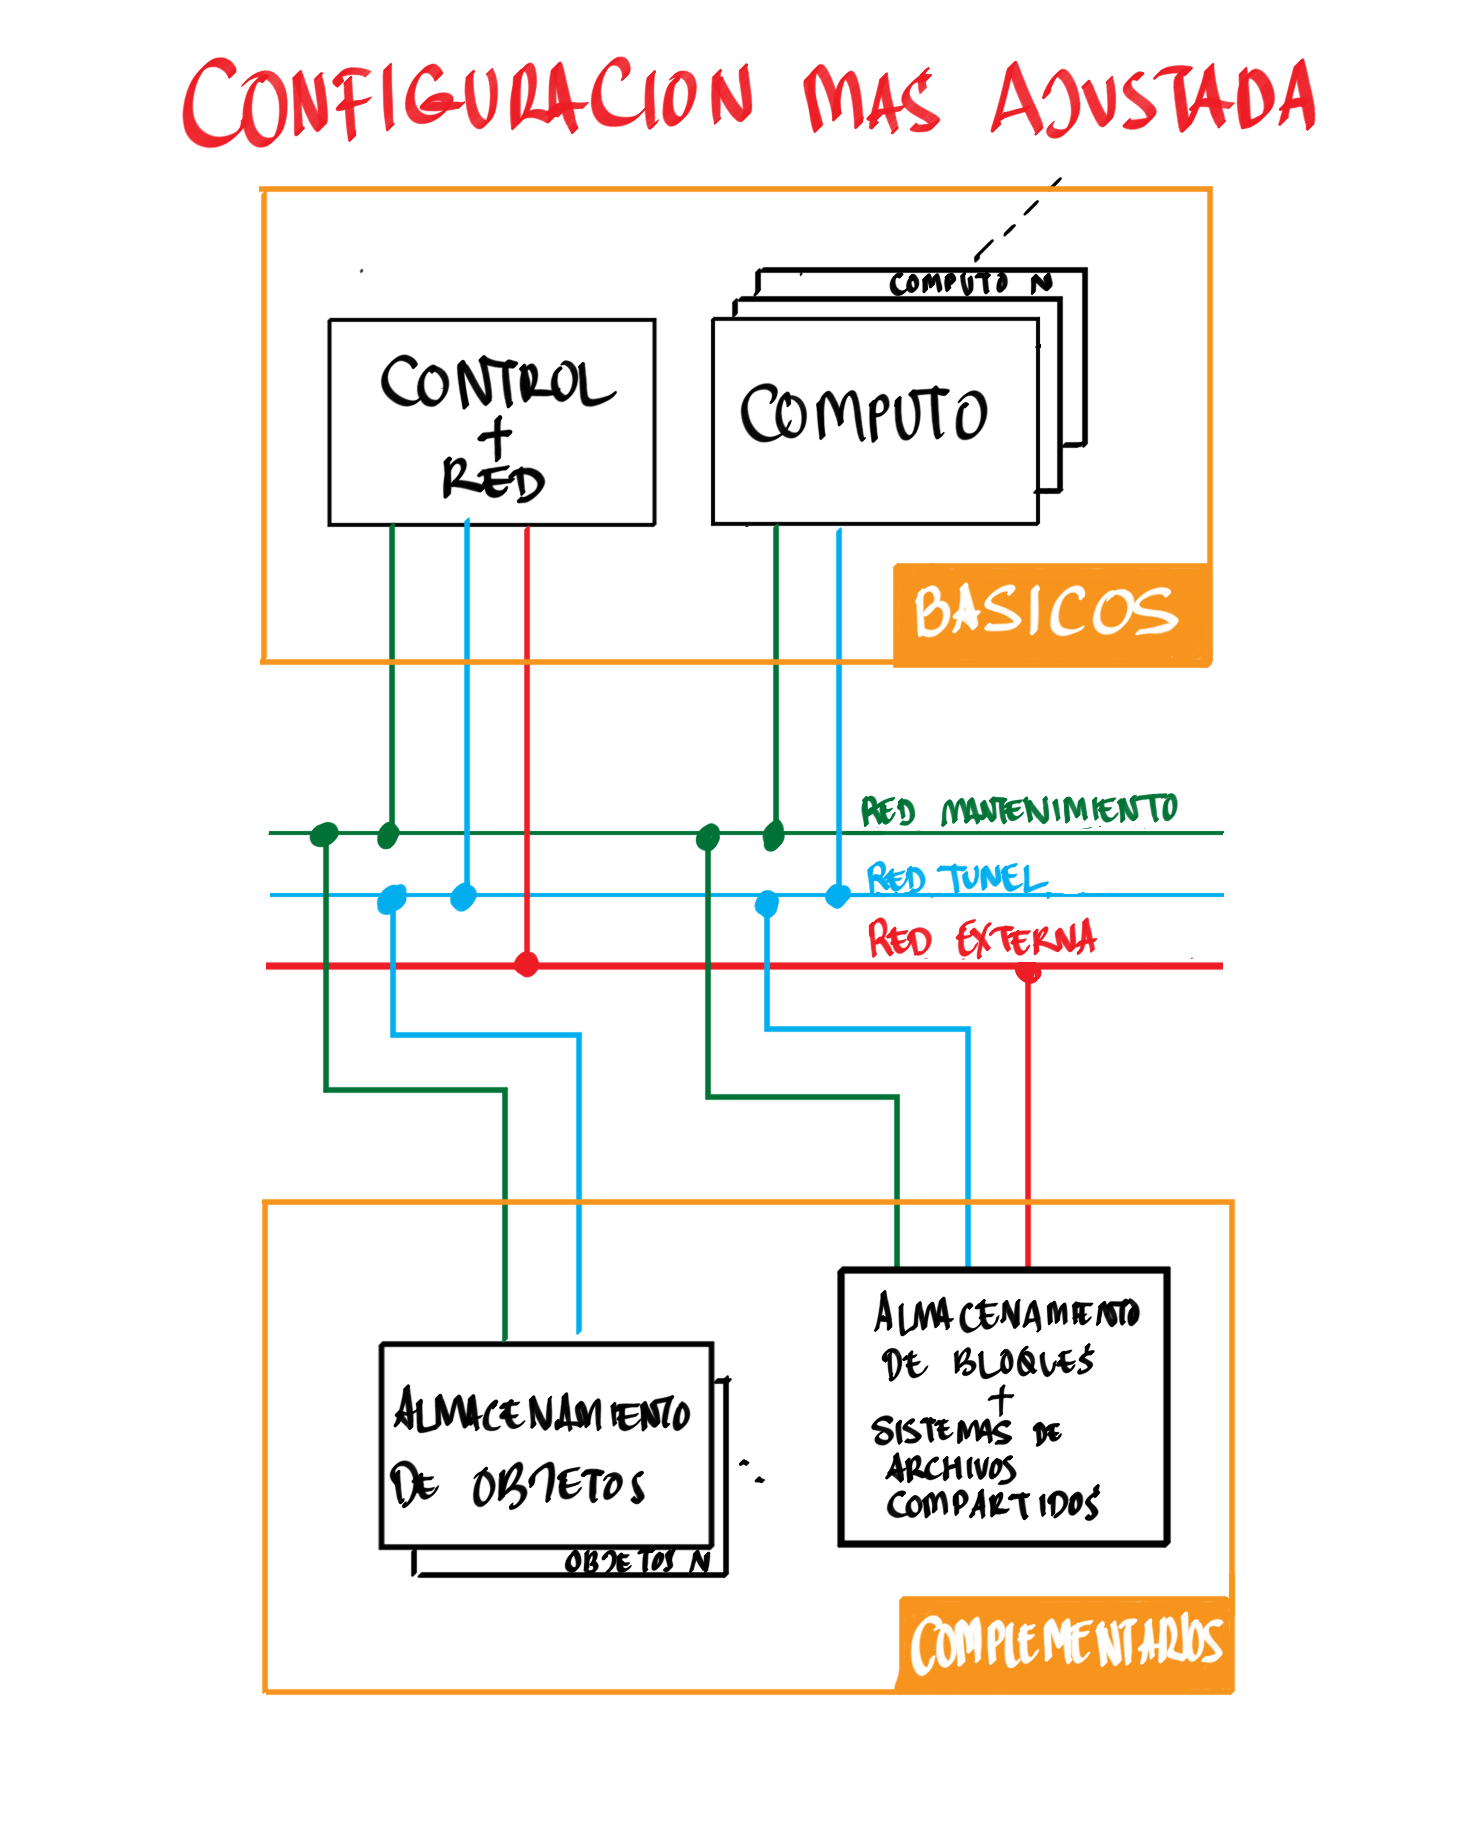 CONFIGURACION MAS AJUSTADA
COMPUTO N
CONTROL
+
RED
COMPUTO
BASICOS
RED MANTENIMIENTO
RED TUNEL
RED EXTERNA
ALMACENAMIENTO
DE BLOQUES
+
SISTEMAS DE
ARCHIVOS
COMPARTIDOS
ALMACENAMIENTO
DE OBJETOS
OBJETOS N
COMPLEMENTARIOS